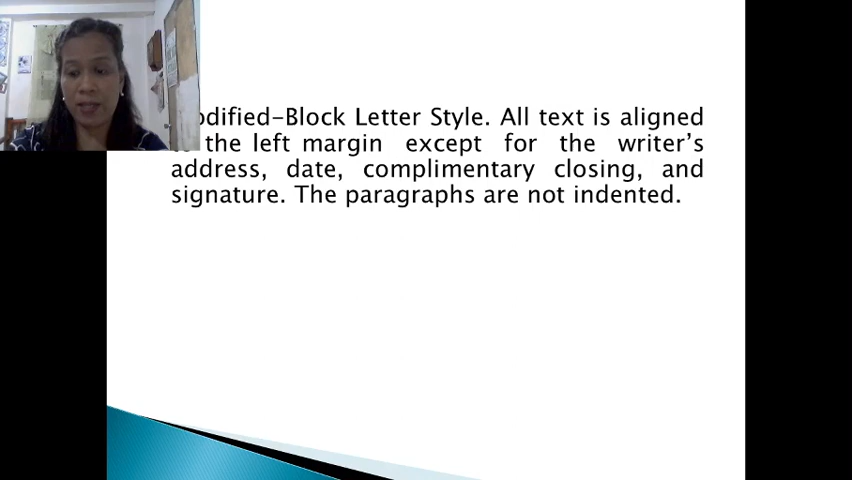 odified-Block Letter Style. All text is aligned
the left margin except for the writer's
address, date, complimentary closing, and
signature. The paragraphs are not indented.